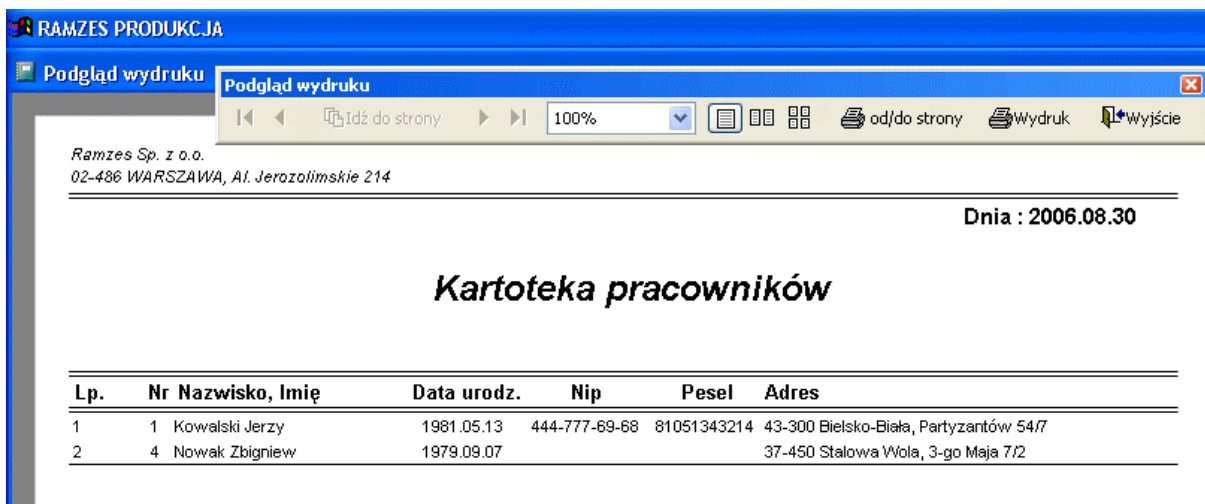 RAMZES PRODUKCJA
Podgląd wydruku
Podgląd wydruku
Idź do strony 100% od/do strony Wydruk Wyjście
Ramzes Sp. z o.o.
02-486 WARSZAWA, Al. Jerozolimskie 214
Dnia : 2006.08.30
Kartoteka pracowników
Lp. Nr Nazwisko, Imię Data urodz. Nip Pesel Adres
1 1 Kowalski Jerzy 1981.05.13 444-777-69-68 81051343214 43-300 Bielsko-Biała, Partyzantów 54/7
2 4 Nowak Zbigniew 1979.09.07 37-450 Stalowa Wola, 3-go Maja 7/2